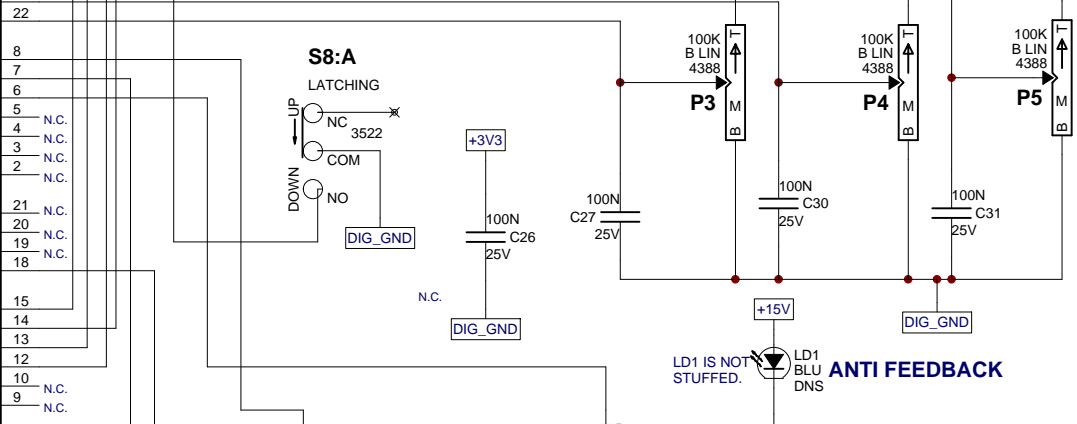 22
8
7
6
5 N.C.
4 N.C.
3 N.C.
2 N.C.
21 N.C.
20 N.C.
19 N.C.
18
15
14
13
12
10 N.C.
9 N.C.
S8:A
LATCHING
UP
NC
3522
COM
DOWN
NO
DIG_GND
+3V3
100N
C26
25V
DIG_GND
N.C.
100K
B LIN
4388
P3
T
M
B
100N
C27
25V
100K
B LIN
4388
P4
T
M
B
100N
C30
25V
100K
B LIN
4388
P5
T
M
B
100N
C31
25V
DIG_GND
+15V
LD1 IS NOT
STUFFED.
LD1
BLU
DNS
ANTI FEEDBACK